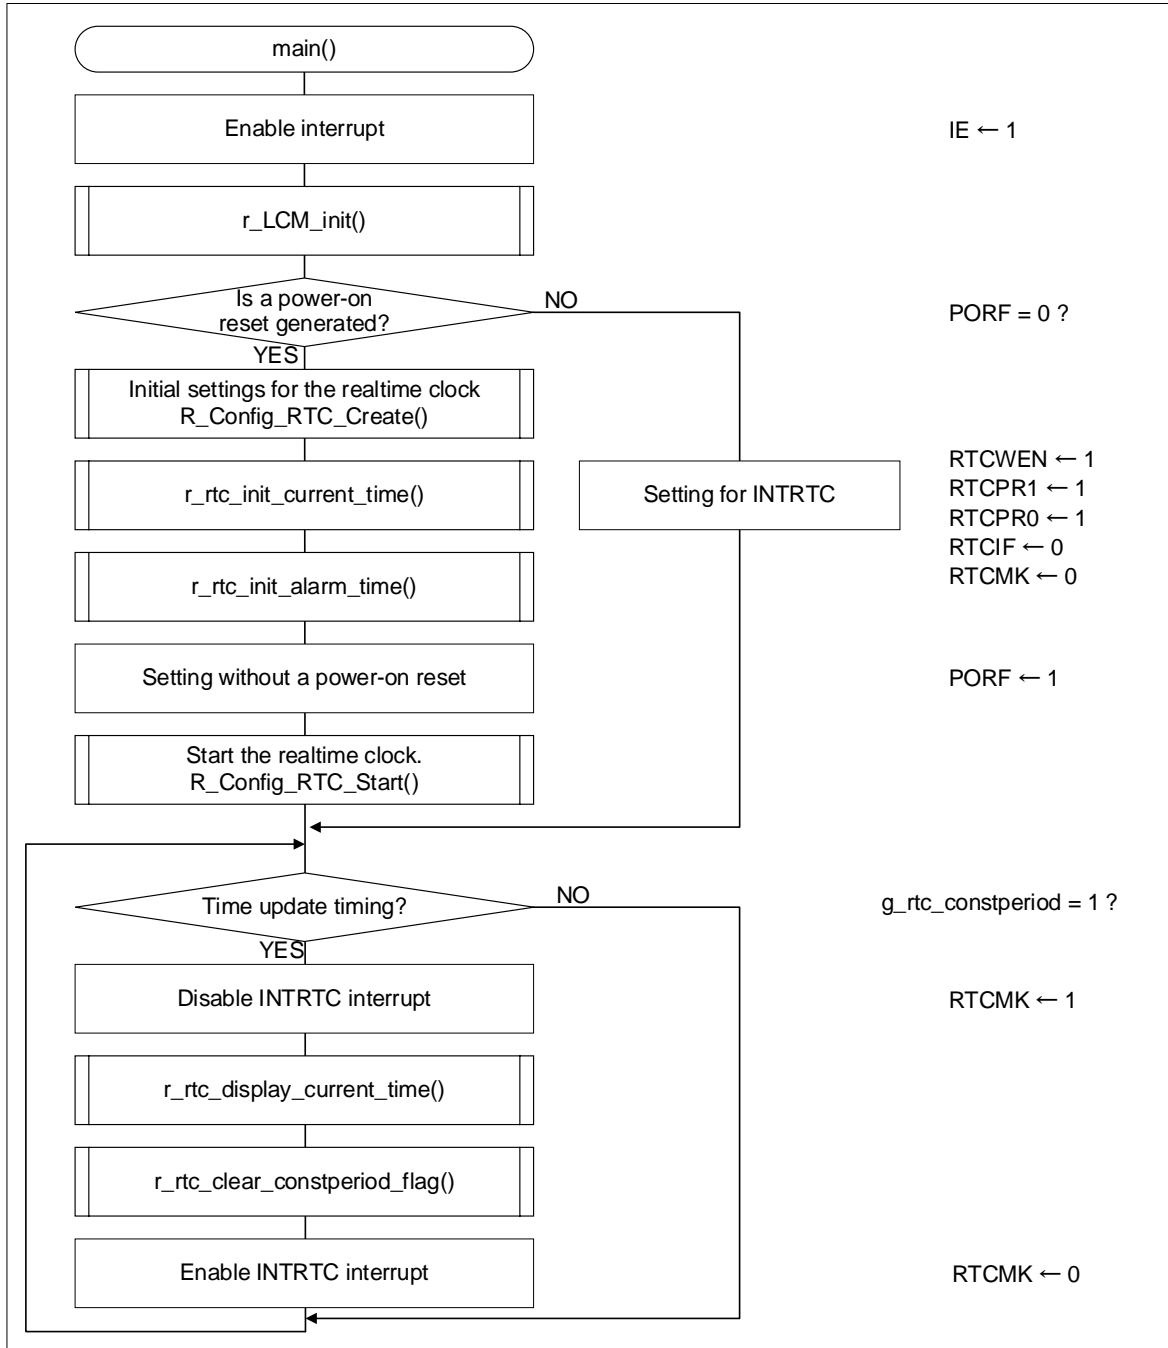 main()
Enable interrupt
IE ← 1
r_LCM_init()
Is a power-on
reset generated?
NO
PORF = 0 ?
YES
Initial settings for the realtime clock
R_Config_RTC_Create()
r_rtc_init_current_time()
Setting for INTRTC
RTCWEN ← 1
RTCPR1 ← 1
RTCPR0 ← 1
RTCIF ← 0
RTCMK ← 0
r_rtc_init_alarm_time()
Setting without a power-on reset
PORF ← 1
Start the realtime clock.
R_Config_RTC_Start()
Time update timing?
NO
g_rtc_constperiod = 1 ?
YES
Disable INTRTC interrupt
RTCMK ← 1
r_rtc_display_current_time()
r_rtc_clear_constperiod_flag()
Enable INTRTC interrupt
RTCMK ← 0